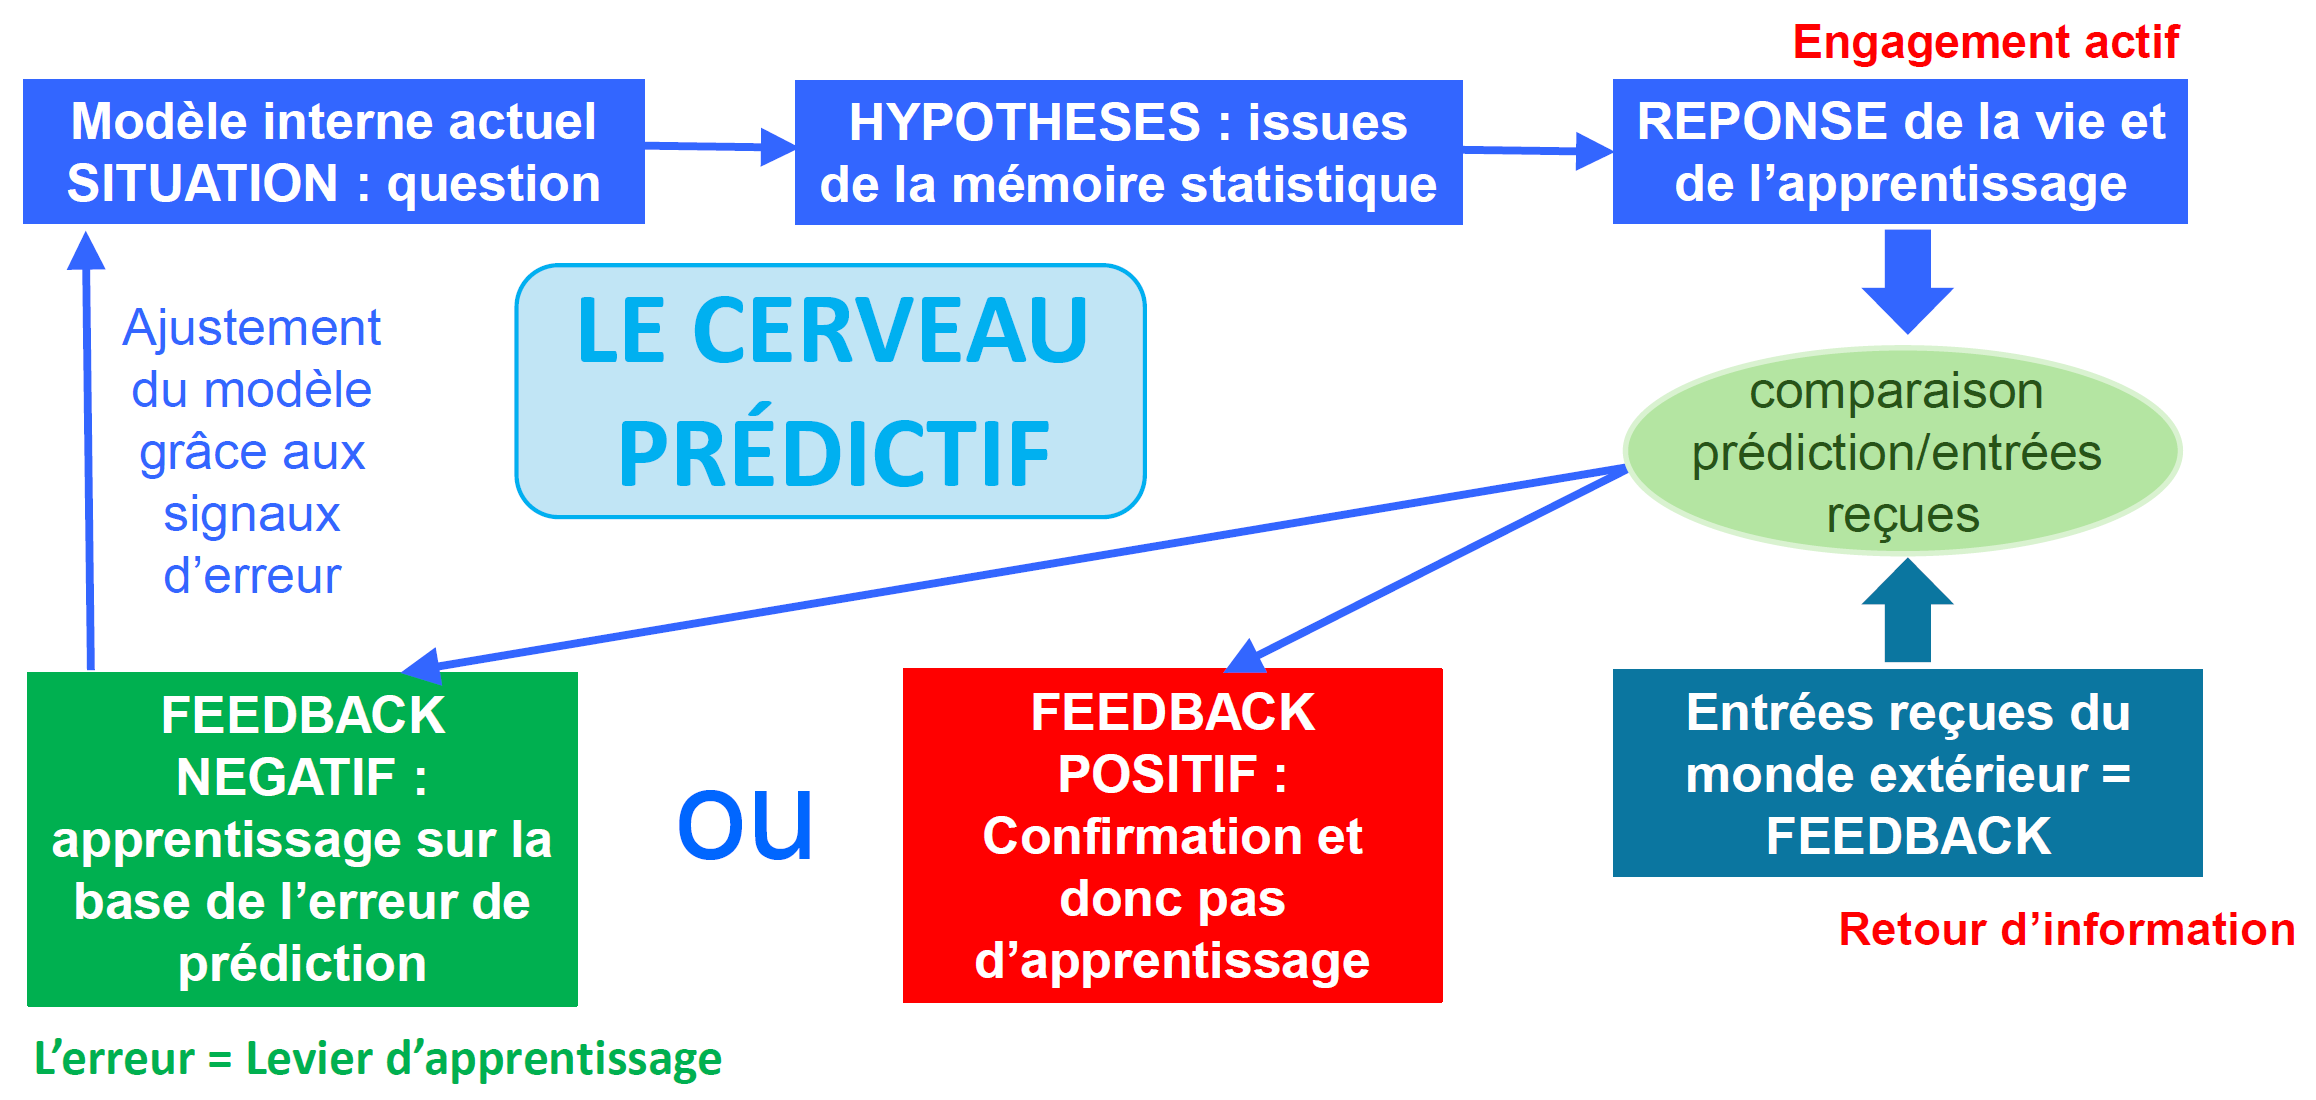 Engagement actif
Modèle interne actuel
SITUATION : question
HYPOTHESES : issues
de la mémoire statistique
REPONSE de la vie et
de l’apprentissage
LE CERVEAU
PRÉDICTIF
Ajustement
du modèle
grâce aux
signaux
d’erreur
comparaison
prédiction/entrées
reçues
FEEDBACK
NEGATIF :
apprentissage sur la
base de l’erreur de
prédiction
ou
FEEDBACK
POSITIF :
Confirmation et
donc pas
d’apprentissage
Entrées reçues du
monde extérieur =
FEEDBACK
Retour d’information
L’erreur = Levier d’apprentissage